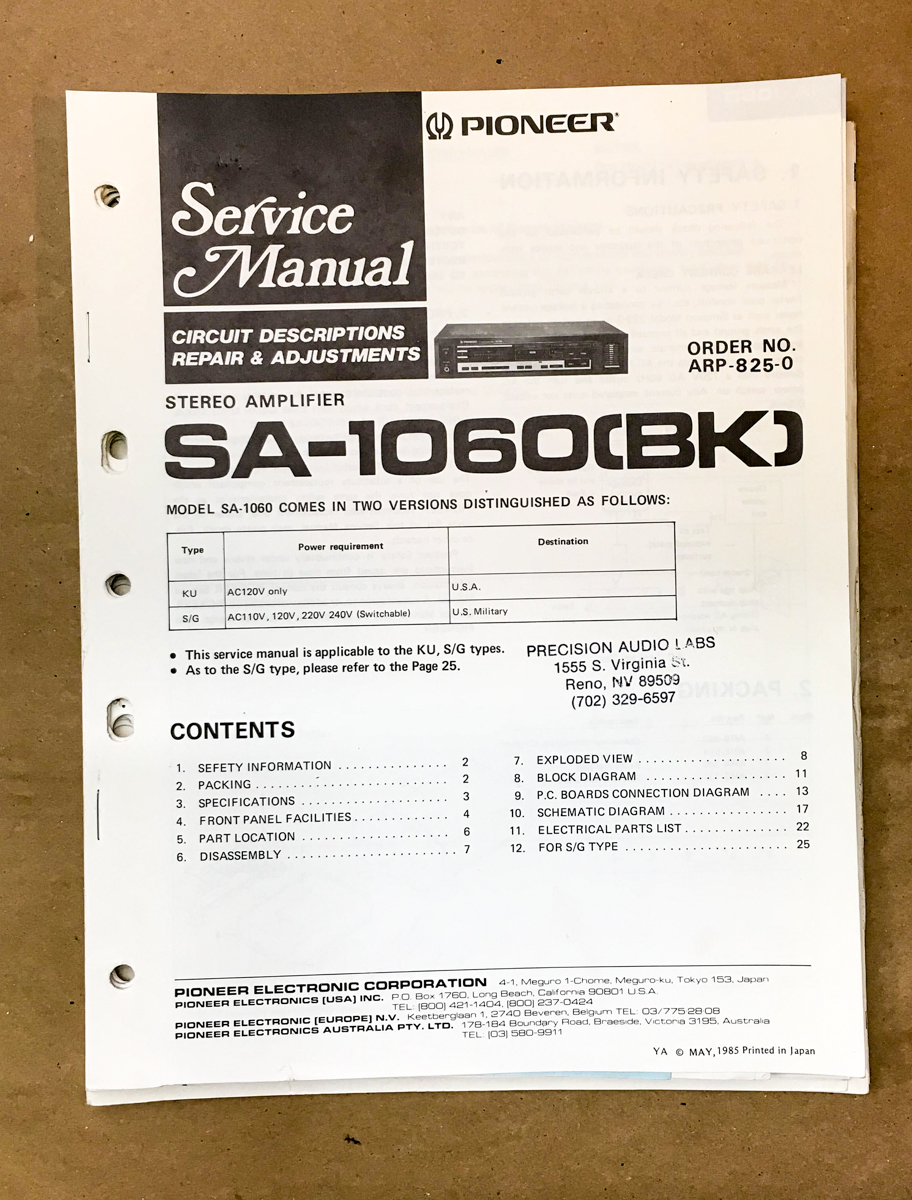 PIONEER®
Service
Manual
CIRCUIT DESCRIPTIONS
REPAIR & ADJUSTMENTS
ORDER NO.
ARP-825-0
STEREO AMPLIFIER
SA-1060(BK)
MODEL SA-1060 COMES IN TWO VERSIONS DISTINGUISHED AS FOLLOWS:
Type Power requirement Destination
KU AC120V only U.S.A.
S/G AC110V, 120V, 220V 240V (Switchable) U.S. Military
● This service manual is applicable to the KU, S/G types.
● As to the S/G type, please refer to the Page 25.
PRECISION AUDIO LABS
1555 S. Virginia St.
Reno, NV 89509
(702) 329-6597
CONTENTS
1. SEFETY INFORMATION . . . . . . . . . . . . . . . 2
2. PACKING . . . . . . . . . . . . . . . . . . . . . . . . . . 2
3. SPECIFICATIONS . . . . . . . . . . . . . . . . . . . . 3
4. FRONT PANEL FACILITIES . . . . . . . . . . . . . 4
5. PART LOCATION . . . . . . . . . . . . . . . . . . . . 6
6. DISASSEMBLY . . . . . . . . . . . . . . . . . . . . . . . 7
7. EXPLODED VIEW . . . . . . . . . . . . . . . . . . . . 8
8. BLOCK DIAGRAM . . . . . . . . . . . . . . . . . . . 11
9. P.C. BOARDS CONNECTION DIAGRAM . . . . 13
10. SCHEMATIC DIAGRAM . . . . . . . . . . . . . . . . 17
11. ELECTRICAL PARTS LIST . . . . . . . . . . . . . . 22
12. FOR S/G TYPE . . . . . . . . . . . . . . . . . . . . . . 25
PIONEER ELECTRONIC CORPORATION 4-1, Meguro 1-Chome, Meguro-ku, Tokyo 153, Japan
PIONEER ELECTRONICS (USA) INC. P.O. Box 1760, Long Beach, California 90801 U.S.A.
TEL: (800) 421-1404, (800) 237-0424
PIONEER ELECTRONIC [EUROPE] N.V. Keetberglaan 1, 2740 Beveren, Belgium TEL: 03/775·28·08
PIONEER ELECTRONICS AUSTRALIA PTY. LTD. 178-184 Boundary Road, Braeside, Victoria 3195, Australia
TEL: (03) 580-9911
YA © MAY, 1985 Printed in Japan